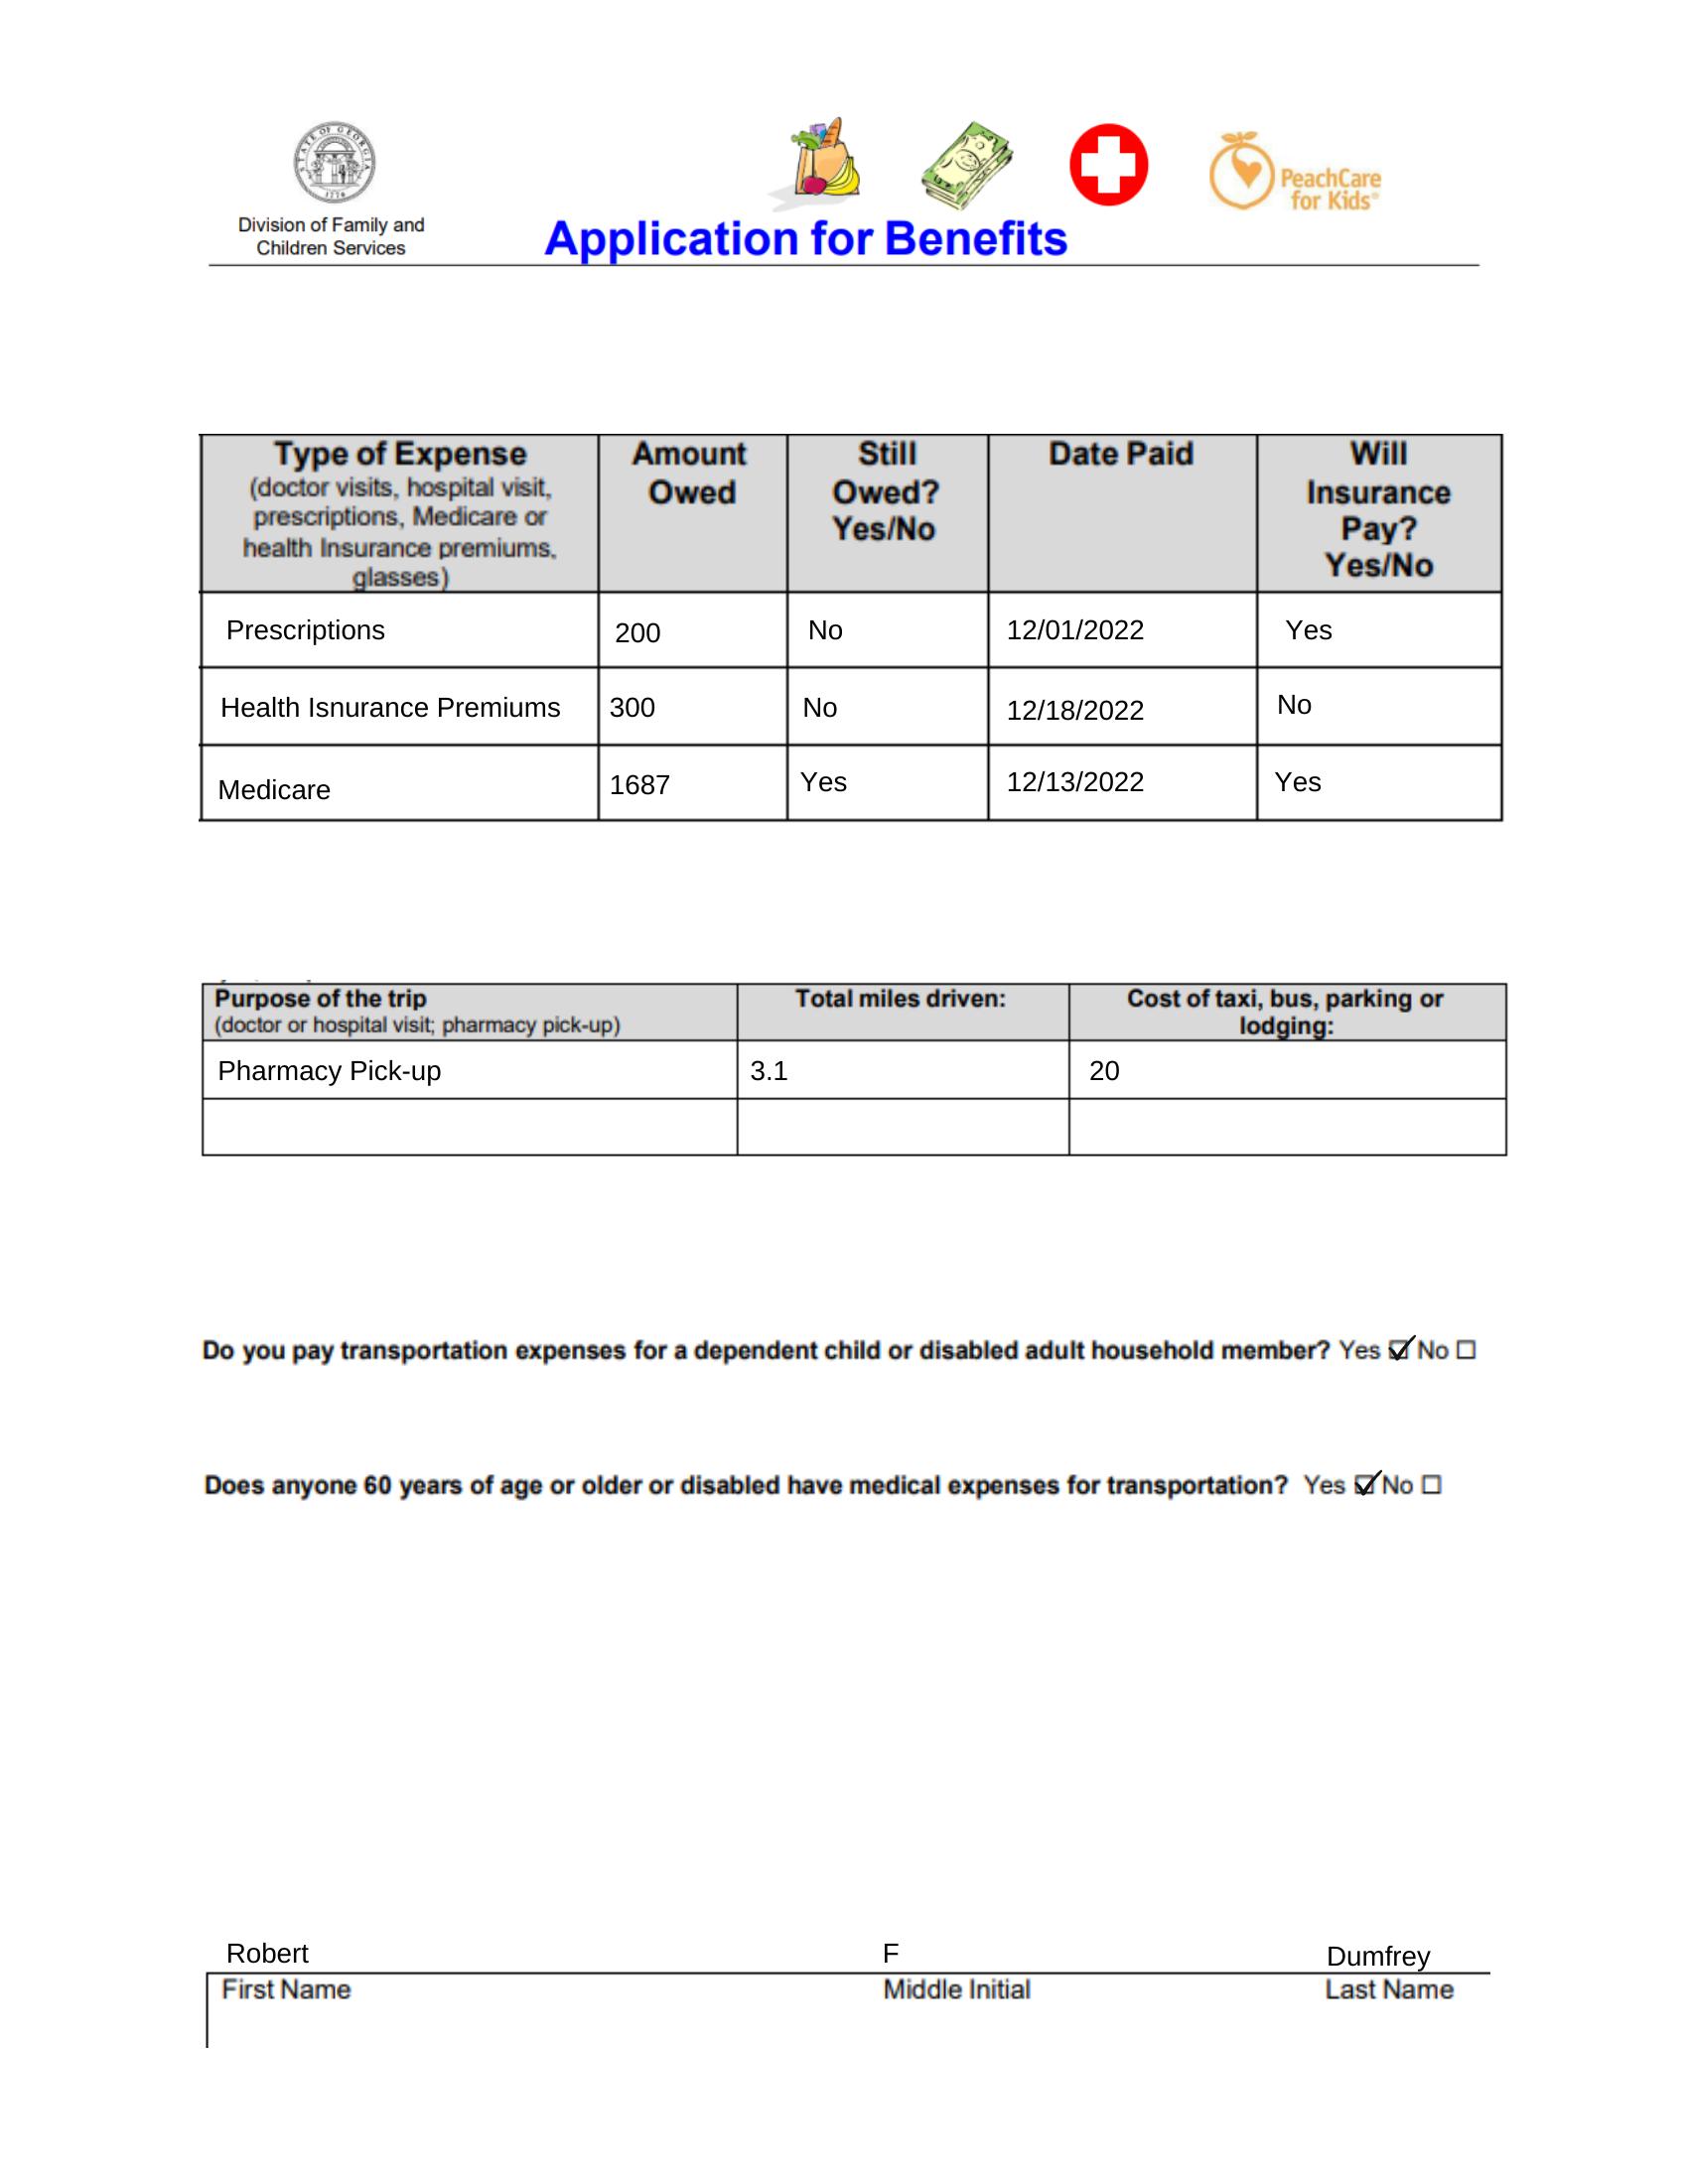 STATE OF GEORGIA
1776
PeachCare
for Kids®
Division of Family and
Children Services
Application for Benefits
Type of Expense
(doctor visits, hospital visit,
prescriptions, Medicare or
health Insurance premiums,
glasses)
Amount
Owed
Still
Owed?
Yes/No
Date Paid
Will
Insurance
Pay?
Yes/No
Prescriptions 200 No 12/01/2022 Yes
Health Isnurance Premiums 300 No 12/18/2022 No
Medicare 1687 Yes 12/13/2022 Yes
Purpose of the trip
(doctor or hospital visit; pharmacy pick-up)
Total miles driven:
Cost of taxi, bus, parking or
lodging:
Pharmacy Pick-up 3.1 20
Do you pay transportation expenses for a dependent child or disabled adult household member? Yes ☑ No ☐
Does anyone 60 years of age or older or disabled have medical expenses for transportation? Yes ☑ No ☐
Robert F Dumfrey
First Name Middle Initial Last Name